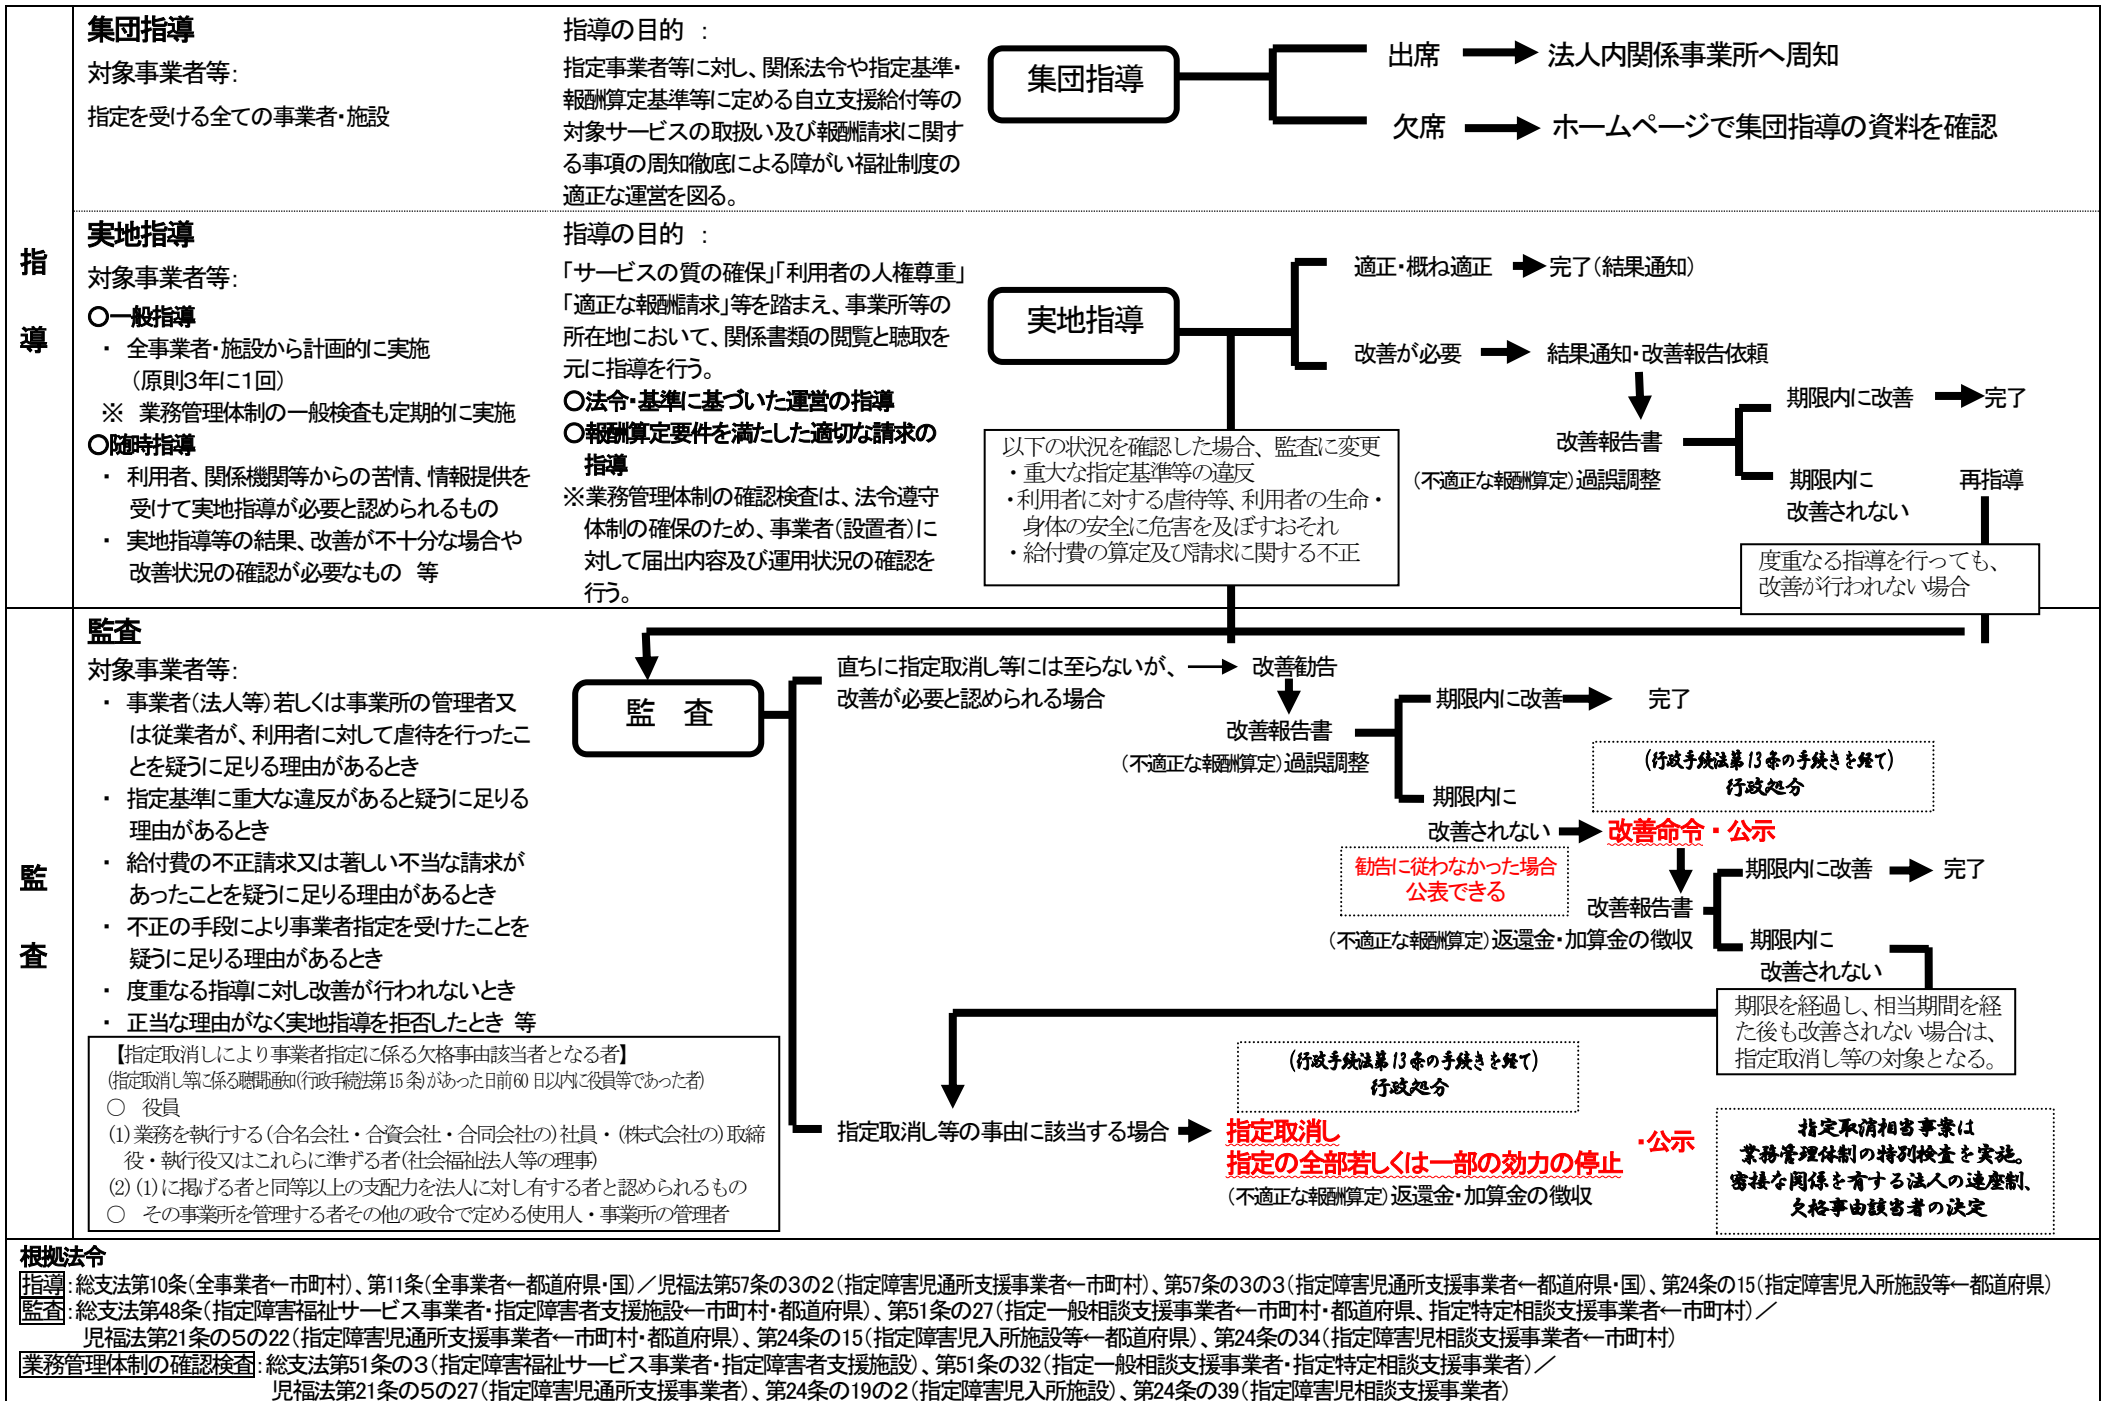 指導
集団指導
対象事業者等：
指定を受ける全ての事業者・施設
指導の目的　：
指定事業者等に対し、関係法令や指定基準・
報酬算定基準等に定める自立支援給付等の
対象サービスの取扱い及び報酬請求に関す
る事項の周知徹底による障がい福祉制度の
適正な運営を図る。
集団指導
出席
法人内関係事業所へ周知
欠席
ホームページで集団指導の資料を確認
実地指導
対象事業者等：
○一般指導
・　全事業者・施設から計画的に実施
（原則３年に１回）
※　業務管理体制の一般検査も定期的に実施
○随時指導
・　利用者、関係機関等からの苦情、情報提供を
受けて実地指導が必要と認められるもの
・　実地指導等の結果、改善が不十分な場合や
改善状況の確認が必要なもの　等
指導の目的　：
「サービスの質の確保」「利用者の人権尊重」
「適正な報酬請求」等を踏まえ、事業所等の
所在地において、関係書類の閲覧と聴取を
元に指導を行う。
○法令・基準に基づいた運営の指導
○報酬算定要件を満たした適切な請求の
指導
※業務管理体制の確認検査は、法令遵守
体制の確保のため、事業者（設置者）に
対して届出内容及び運用状況の確認を
行う。
実地指導
適正・概ね適正
完了（結果通知）
改善が必要
結果通知・改善報告依頼
改善報告書
（不適正な報酬算定）過誤調整
期限内に改善
完了
期限内に
改善されない
再指導
以下の状況を確認した場合、監査に変更
・重大な指定基準等の違反
・利用者に対する虐待等、利用者の生命・
身体の安全に危害を及ぼすおそれ
・給付費の算定及び請求に関する不正
度重なる指導を行っても、
改善が行われない場合
監査
監査
対象事業者等：
・　事業者（法人等）若しくは事業所の管理者又
は従業者が、利用者に対して虐待を行ったこ
とを疑うに足りる理由があるとき
・　指定基準に重大な違反があると疑うに足りる
理由があるとき
・　給付費の不正請求又は著しい不当な請求が
あったことを疑うに足りる理由があるとき
・　不正の手段により事業者指定を受けたことを
疑うに足りる理由があるとき
・　度重なる指導に対し改善が行われないとき
・　正当な理由がなく実地指導を拒否したとき　等
【指定取消しにより事業者指定に係る欠格事由該当者となる者】
(指定取消し等に係る聴聞通知(行政手続法第15条)があった日前60日以内に役員等であった者)
○　役員
(1)業務を執行する(合名会社・合資会社・合同会社の)社員・(株式会社の)取締
役・執行役又はこれらに準ずる者(社会福祉法人等の理事)
(2)(1)に掲げる者と同等以上の支配力を法人に対し有する者と認められるもの
○　その事業所を管理する者その他の政令で定める使用人・事業所の管理者
監　査
直ちに指定取消し等には至らないが、
改善が必要と認められる場合
改善勧告
改善報告書
（不適正な報酬算定）過誤調整
期限内に改善
完了
期限内に
改善されない
（行政手続法第13条の手続きを経て）
行政処分
改善命令・公示
勧告に従わなかった場合
公表できる
改善報告書
（不適正な報酬算定）返還金・加算金の徴収
期限内に改善
完了
期限内に
改善されない
期限を経過し、相当期間を経
た後も改善されない場合は、
指定取消し等の対象となる。
（行政手続法第13条の手続きを経て）
行政処分
指定取消し等の事由に該当する場合
指定取消し
指定の全部若しくは一部の効力の停止
・公示
（不適正な報酬算定）返還金・加算金の徴収
指定取消相当事案は
業務管理体制の特別検査を実施。
密接な関係を有する法人の連座制、
欠格事由該当者の決定
根拠法令
指導：総支法第10条（全事業者←市町村）、第11条（全事業者←都道府県・国）／児福法第57条の３の２（指定障害児通所支援事業者←市町村）、第57条の３の３（指定障害児通所支援事業者←都道府県・国）、第24条の15（指定障害児入所施設等←都道府県）
監査：総支法第48条（指定障害福祉サービス事業者・指定障害者支援施設←市町村・都道府県）、第51条の27（指定一般相談支援事業者←市町村・都道府県、指定特定相談支援事業者←市町村）／
児福法第21条の５の22（指定障害児通所支援事業者←市町村・都道府県）、第24条の15（指定障害児入所施設等←都道府県）、第24条の34（指定障害児相談支援事業者←市町村）
業務管理体制の確認検査：総支法第51条の３（指定障害福祉サービス事業者・指定障害者支援施設）、第51条の32（指定一般相談支援事業者・指定特定相談支援事業者）／
児福法第21条の５の27（指定障害児通所支援事業者）、第24条の19の２（指定障害児入所施設）、第24条の39（指定障害児相談支援事業者）